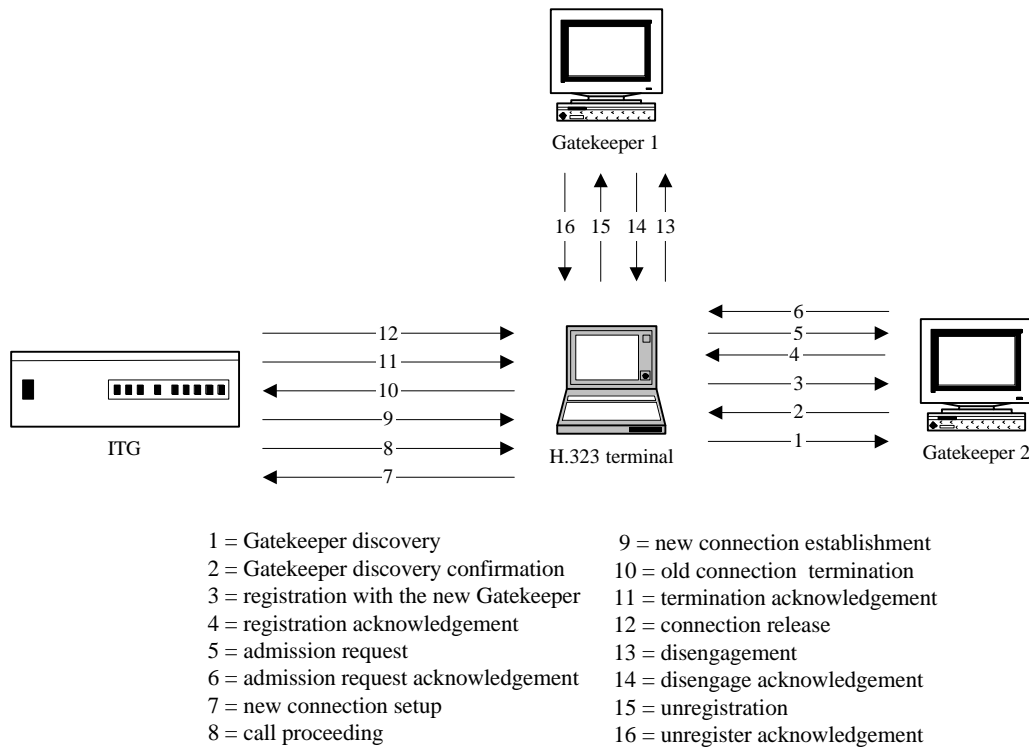 Gatekeeper 1
16 15 14 13
6
12
5
11
4
10
3
9
2
8
1
7
ITG
H.323 terminal
Gatekeeper 2
1 = Gatekeeper discovery
2 = Gatekeeper discovery confirmation
3 = registration with the new Gatekeeper
4 = registration acknowledgement
5 = admission request
6 = admission request acknowledgement
7 = new connection setup
8 = call proceeding
9 = new connection establishment
10 = old connection termination
11 = termination acknowledgement
12 = connection release
13 = disengagement
14 = disengage acknowledgement
15 = unregistration
16 = unregister acknowledgement